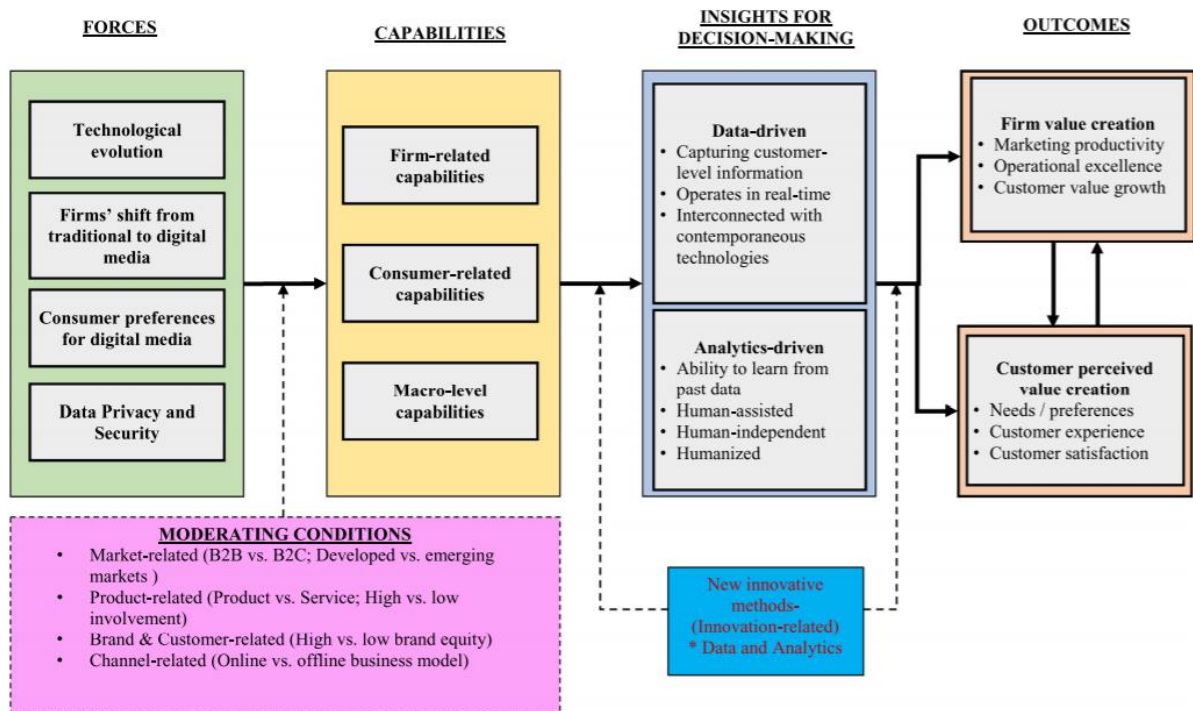 FORCES
CAPABILITIES
INSIGHTS FOR
DECISION-MAKING
OUTCOMES
Technological
evolution
Firms' shift from
traditional to digital
media
Consumer preferences
for digital media
Data Privacy and
Security
Firm-related
capabilities
Consumer-related
capabilities
Macro-level
capabilities
Data-driven
• Capturing customer-
level information
• Operates in real-time
• Interconnected with
contemporaneous
technologies
Analytics-driven
• Ability to learn from
past data
• Human-assisted
• Human-independent
• Humanized
Firm value creation
• Marketing productivity
• Operational excellence
• Customer value growth
Customer perceived
value creation
• Needs / preferences
• Customer experience
• Customer satisfaction
MODERATING CONDITIONS
• Market-related (B2B vs. B2C; Developed vs. emerging
markets )
• Product-related (Product vs. Service; High vs. low
involvement)
• Brand & Customer-related (High vs. low brand equity)
• Channel-related (Online vs. offline business model)
New innovative
methods-
(Innovation-related)
* Data and Analytics